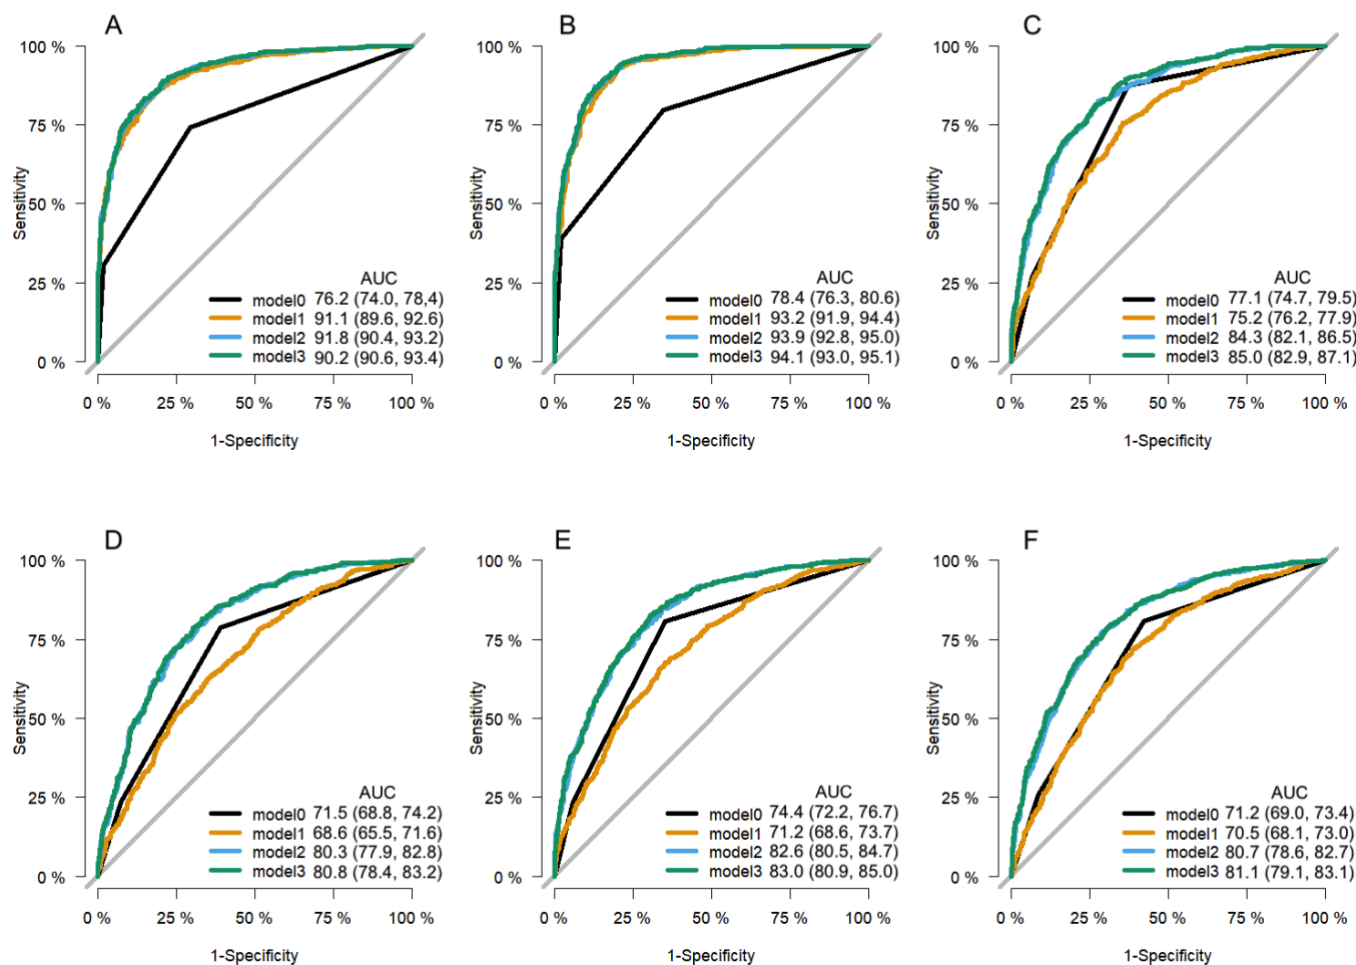 A
100 %
75 %
50 %
25 %
0 %
Sensitivity
AUC
model0 76.2 (74.0, 78,4)
model1 91.1 (89.6, 92.6)
model2 91.8 (90.4, 93.2)
model3 90.2 (90.6, 93.4)
0 % 25 % 50 % 75 % 100 %
1-Specificity
B
100 %
75 %
50 %
25 %
0 %
Sensitivity
AUC
model0 78.4 (76.3, 80.6)
model1 93.2 (91.9, 94.4)
model2 93.9 (92.8, 95.0)
model3 94.1 (93.0, 95.1)
0 % 25 % 50 % 75 % 100 %
1-Specificity
C
100 %
75 %
50 %
25 %
0 %
Sensitivity
AUC
model0 77.1 (74.7, 79.5)
model1 75.2 (76.2, 77.9)
model2 84.3 (82.1, 86.5)
model3 85.0 (82.9, 87.1)
0 % 25 % 50 % 75 % 100 %
1-Specificity
D
100 %
75 %
50 %
25 %
0 %
Sensitivity
AUC
model0 71.5 (68.8, 74.2)
model1 68.6 (65.5, 71.6)
model2 80.3 (77.9, 82.8)
model3 80.8 (78.4, 83.2)
0 % 25 % 50 % 75 % 100 %
1-Specificity
E
100 %
75 %
50 %
25 %
0 %
Sensitivity
AUC
model0 74.4 (72.2, 76.7)
model1 71.2 (68.6, 73.7)
model2 82.6 (80.5, 84.7)
model3 83.0 (80.9, 85.0)
0 % 25 % 50 % 75 % 100 %
1-Specificity
F
100 %
75 %
50 %
25 %
0 %
Sensitivity
AUC
model0 71.2 (69.0, 73.4)
model1 70.5 (68.1, 73.0)
model2 80.7 (78.6, 82.7)
model3 81.1 (79.1, 83.1)
0 % 25 % 50 % 75 % 100 %
1-Specificity